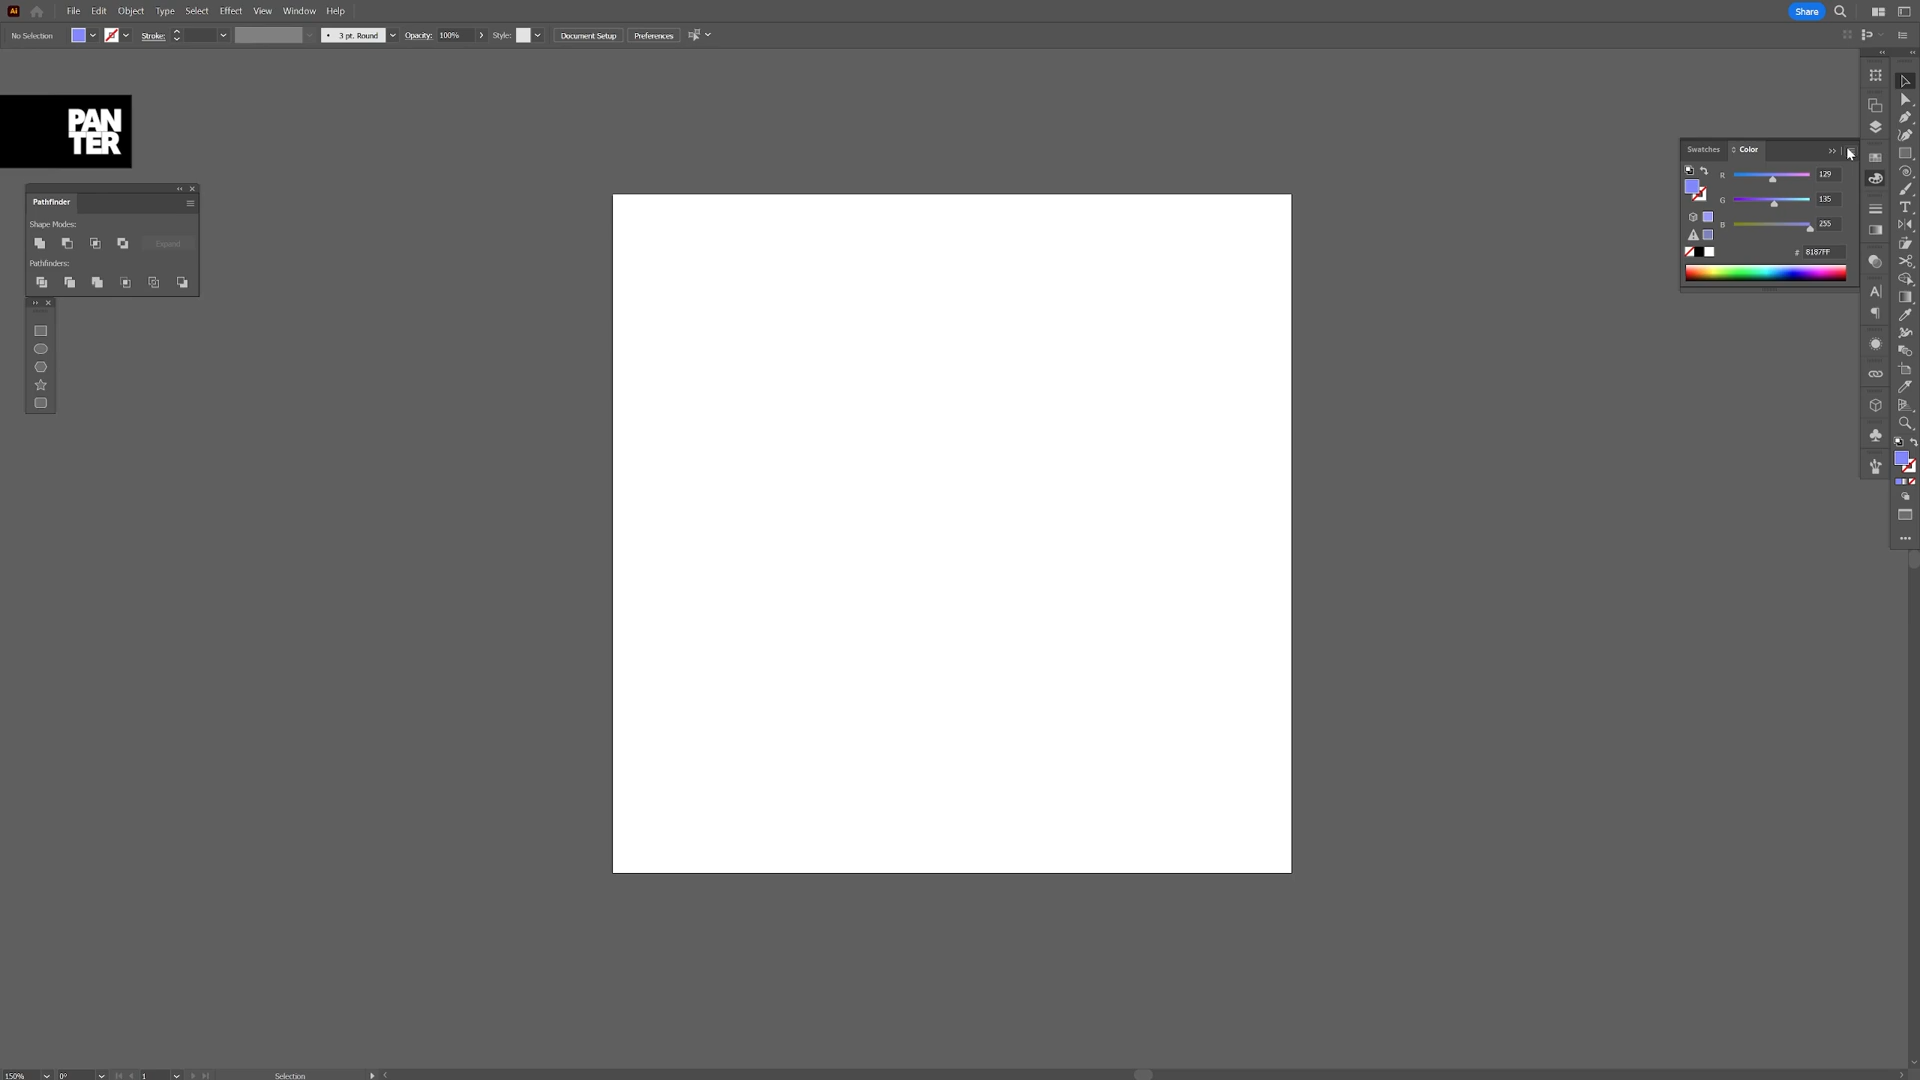 Ai File Edit Object Type Select Effect View Window Help Share
No Selection Stroke: 3 pt. Round Opacity: 100% Style: Document Setup Preferences
PAN
TER
Swatches Color
R 129
G 135
B 255
# 8187FF
Pathfinder
Shape Modes:
Expand
Pathfinders:
150% 0° 1 Selection